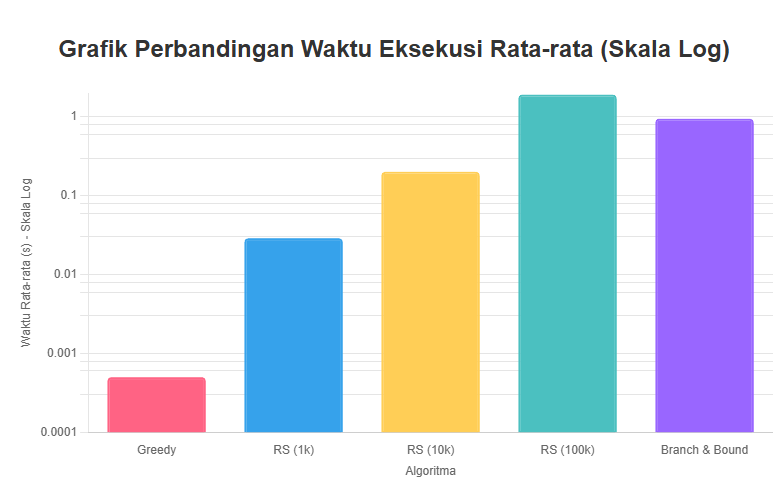 Grafik Perbandingan Waktu Eksekusi Rata-rata (Skala Log)
Waktu Rata-rata (s) - Skala Log
1
0.1
0.01
0.001
0.0001
Greedy
RS (1k)
RS (10k)
RS (100k)
Branch & Bound
Algoritma